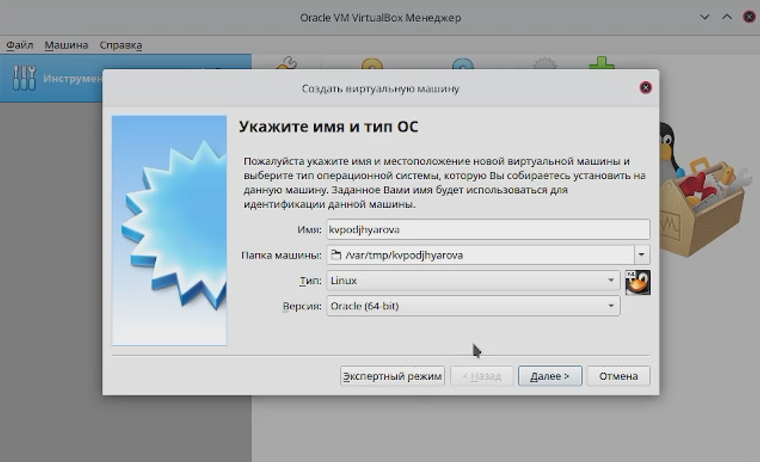 Oracle VM VirtualBox Менеджер
Файл Машина Справка
Создать виртуальную машину
Укажите имя и тип ОС
Пожалуйста укажите имя и местоположение новой виртуальной машины и
выберите тип операционной системы, которую Вы собираетесь установить на
данную машину. Заданное Вами имя будет использоваться для
идентификации данной машины.
Имя: kvpodjhyarova
Папка машины: /var/tmp/kvpodjhyarova
Тип: Linux
Версия: Oracle (64-bit)
Экспертный режим < Назад Далее > Отмена